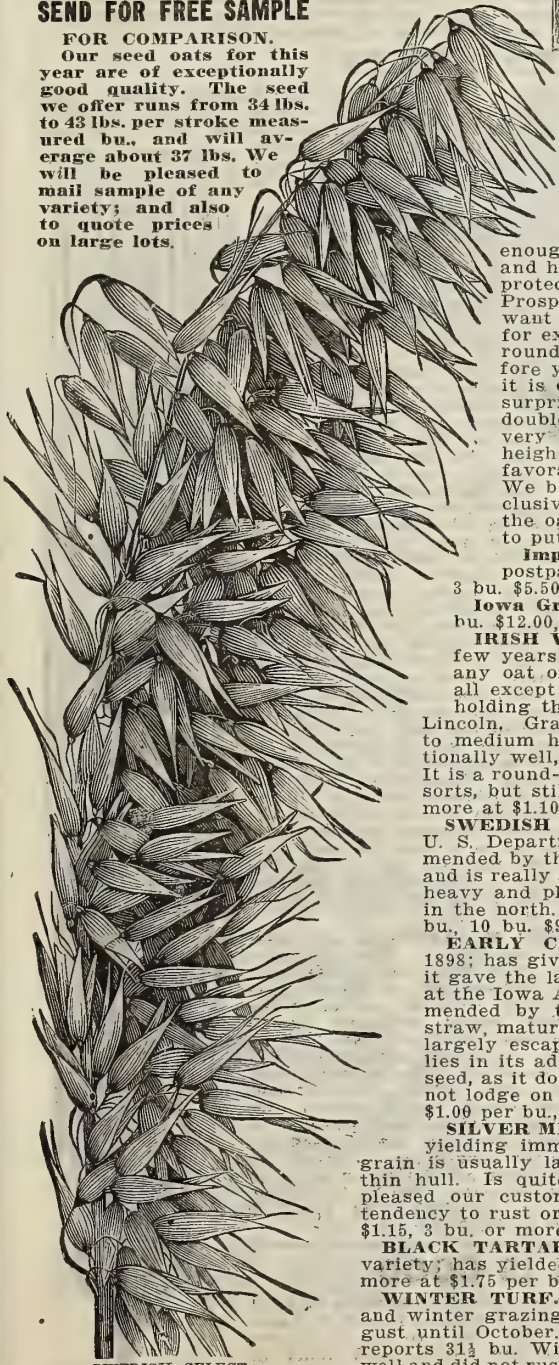 SEND FOR FREE SAMPLE
FOR COMPARISON.
Our seed oats for this
year are of exceptionally
good quality. The seed
we offer runs from 34 lbs.
to 43 lbs. per stroke meas-
ured bu., and will av-
erage about 37 lbs. We
will be pleased to
mail sample of any
variety; and also
to quote prices
on large lots.
enoug
and h
protec
Prosp
want
for ex
round
fore y
it is
surpri
double
very
heigh
favora
We b
clusiv
the oa
to put
Imp
postpa
3 bu. $5.50
Iowa Gr
bu. $12.00,
IRISH V
few years
any oat o
all except
holding th
Lincoln, Gra
to medium h
tionally well,
It is a round-
sorts, but sti
more at $1.10
SWEDISH
U. S. Departi
mended by th
and is really
heavy and pl
in the north.
bu., 10 bu. $9
EARLY C
1898; has giv
it gave the la
at the Iowa A
mended by t
straw, matur
largely escap
lies in its ad
seed, as it do
not lodge on
$1.00 per bu.,
SILVER MI
yielding imm
grain is usually la
thin hull. Is quit
pleased our custom
tendency to rust or
$1.15, 3 bu. or more
BLACK TARTAR
variety; has yielde
more at $1.75 per b
WINTER TURF.
and winter grazing
gust until October.
reports 31½ bu. Wi